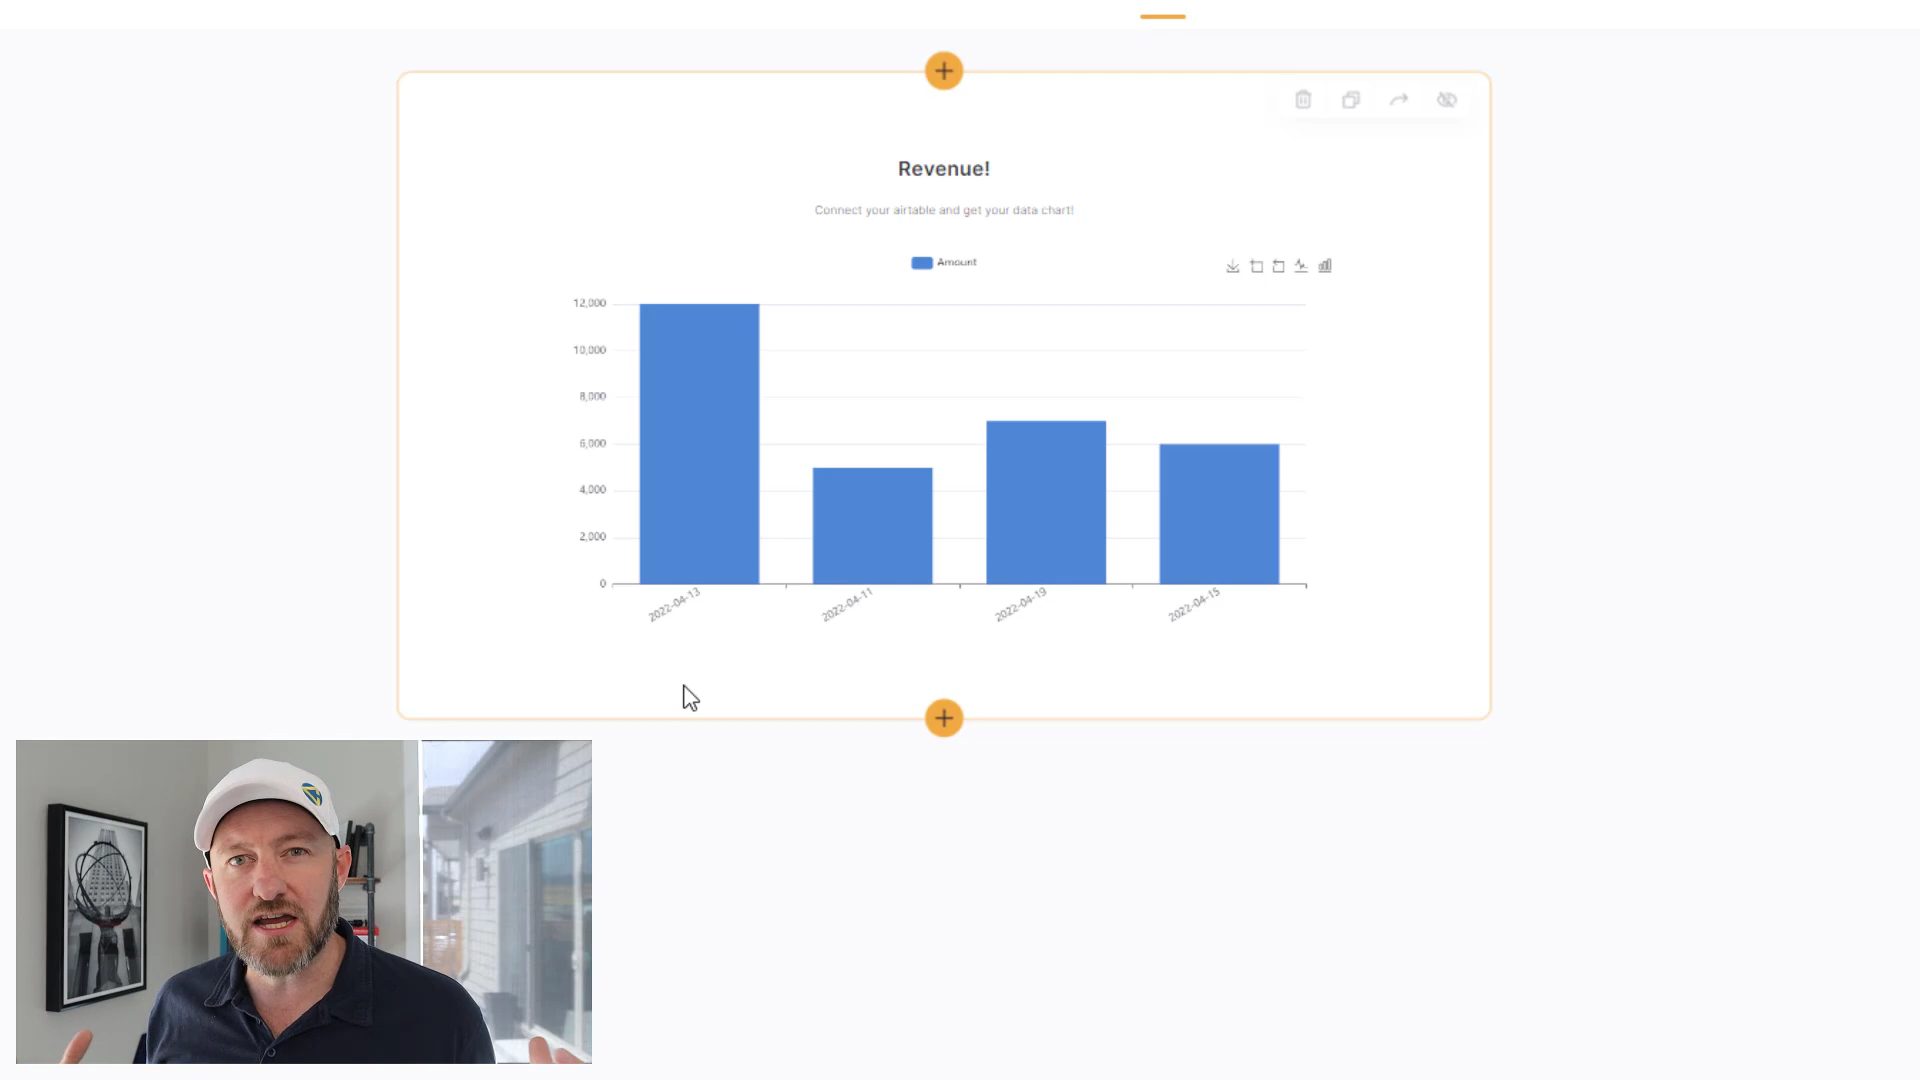 Revenue!
Connect your airtable and get your data chart!
Amount
12,000
10,000
8,000
6,000
4,000
2,000
0
2022-04-13 2022-04-11 2022-04-19 2022-04-15